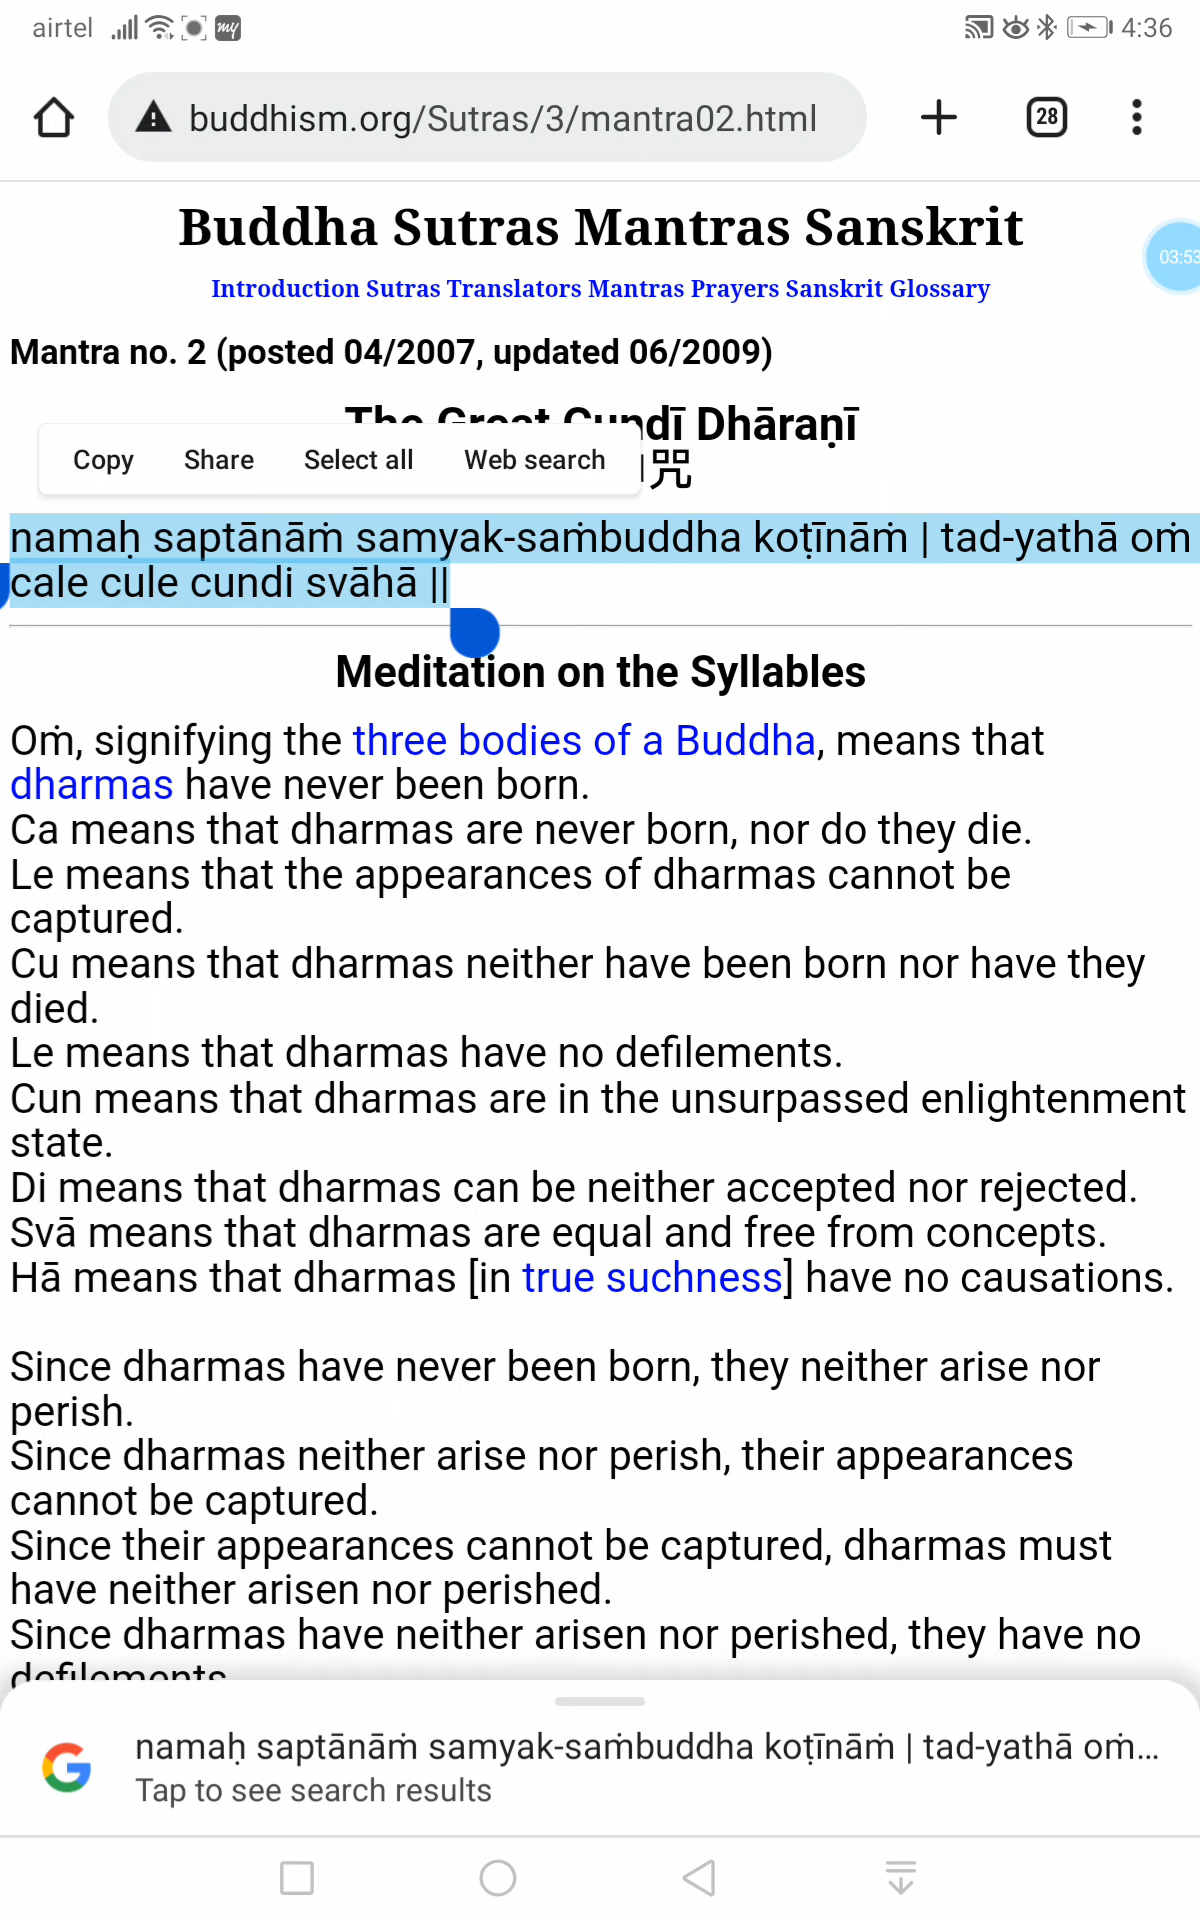 airtel my 4:36
buddhism.org/Sutras/3/mantra02.html 28
Buddha Sutras Mantras Sanskrit
03:53
Introduction Sutras Translators Mantras Prayers Sanskrit Glossary
Mantra no. 2 (posted 04/2007, updated 06/2009)
The Great Cundī Dhāraṇī
Copy Share Select all Web search
咒
namaḥ saptānāṁ samyak-saṁbuddha koṭīnāṁ | tad-yathā oṁ
cale cule cundi svāhā ||
Meditation on the Syllables
Oṁ, signifying the three bodies of a Buddha, means that
dharmas have never been born.
Ca means that dharmas are never born, nor do they die.
Le means that the appearances of dharmas cannot be
captured.
Cu means that dharmas neither have been born nor have they
died.
Le means that dharmas have no defilements.
Cun means that dharmas are in the unsurpassed enlightenment
state.
Di means that dharmas can be neither accepted nor rejected.
Svā means that dharmas are equal and free from concepts.
Hā means that dharmas [in true suchness] have no causations.
Since dharmas have never been born, they neither arise nor
perish.
Since dharmas neither arise nor perish, their appearances
cannot be captured.
Since their appearances cannot be captured, dharmas must
have neither arisen nor perished.
Since dharmas have neither arisen nor perished, they have no
defilements
namaḥ saptānāṁ samyak-saṁbuddha koṭīnāṁ | tad-yathā oṁ...
Tap to see search results